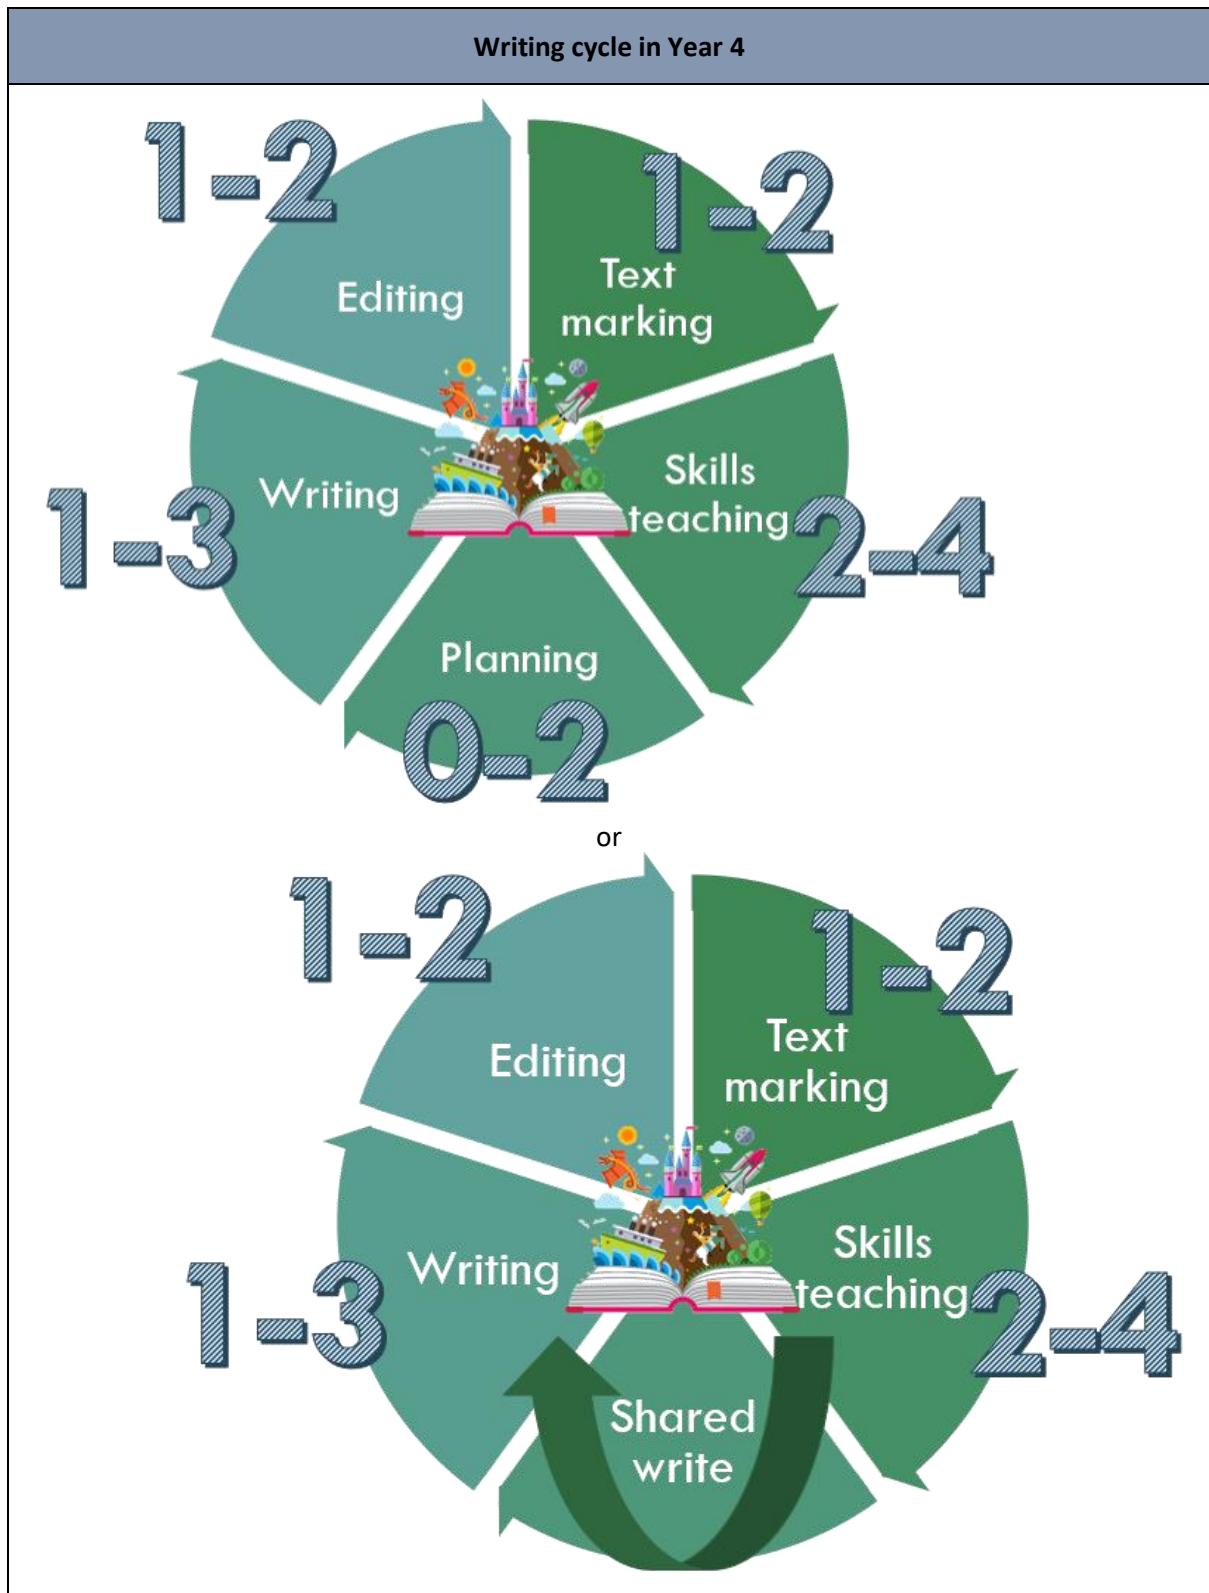 Writing cycle in Year 4
1-2
1-2
Editing
Text
marking
Writing
Skills
teaching
1-3
2-4
Planning
0-2
or
1-2
1-2
Editing
Text
marking
Writing
Skills
teaching
1-3
2-4
Shared
write